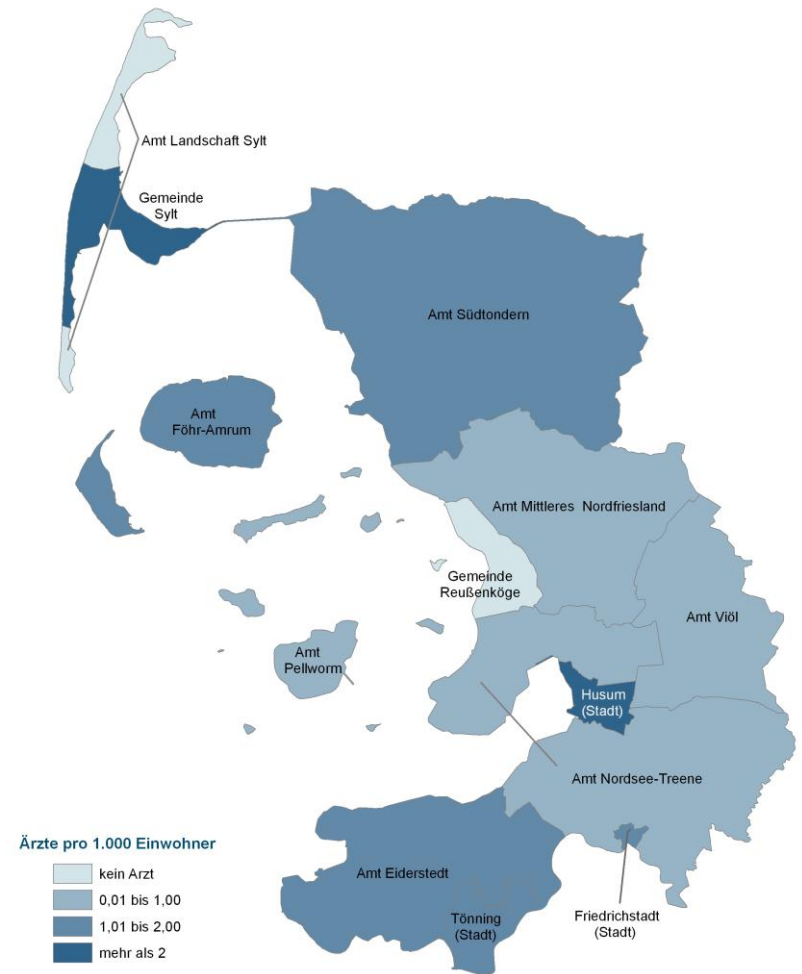 Amt Landschaft Sylt
Gemeinde
Sylt
Amt Südtondern
Amt
Föhr-Amrum
Amt Mittleres Nordfriesland
Gemeinde
Reußenköge
Amt Viöl
Amt
Pellworm
Husum
(Stadt)
Amt Nordsee-Treene
Amt Eiderstedt
Tönning
(Stadt)
Friedrichstadt
(Stadt)
Ärzte pro 1.000 Einwohner
kein Arzt
0,01 bis 1,00
1,01 bis 2,00
mehr als 2